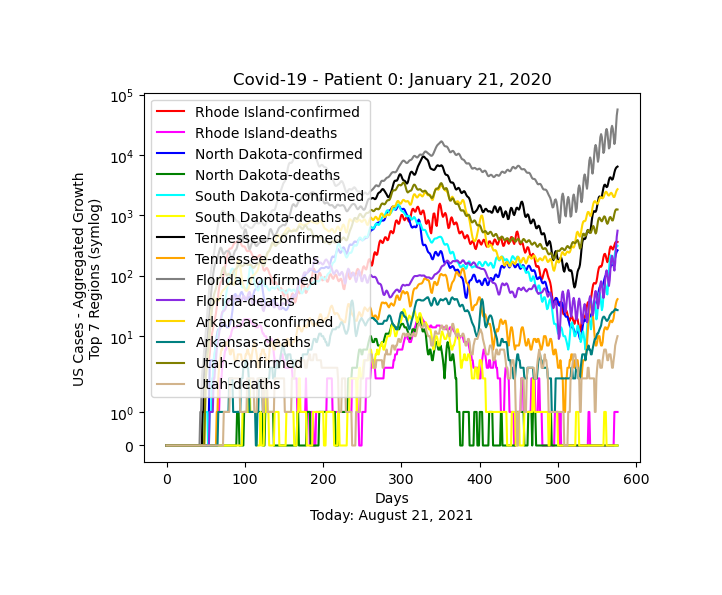 Covid-19 - Patient 0: January 21, 2020
US Cases - Aggregated Growth
Top 7 Regions (symlog)
10^5
10^4
10^3
10^2
10^1
10^0
0
Rhode Island-confirmed
Rhode Island-deaths
North Dakota-confirmed
North Dakota-deaths
South Dakota-confirmed
South Dakota-deaths
Tennessee-confirmed
Tennessee-deaths
Florida-confirmed
Florida-deaths
Arkansas-confirmed
Arkansas-deaths
Utah-confirmed
Utah-deaths
0 100 200 300 400 500 600
Days
Today: August 21, 2021